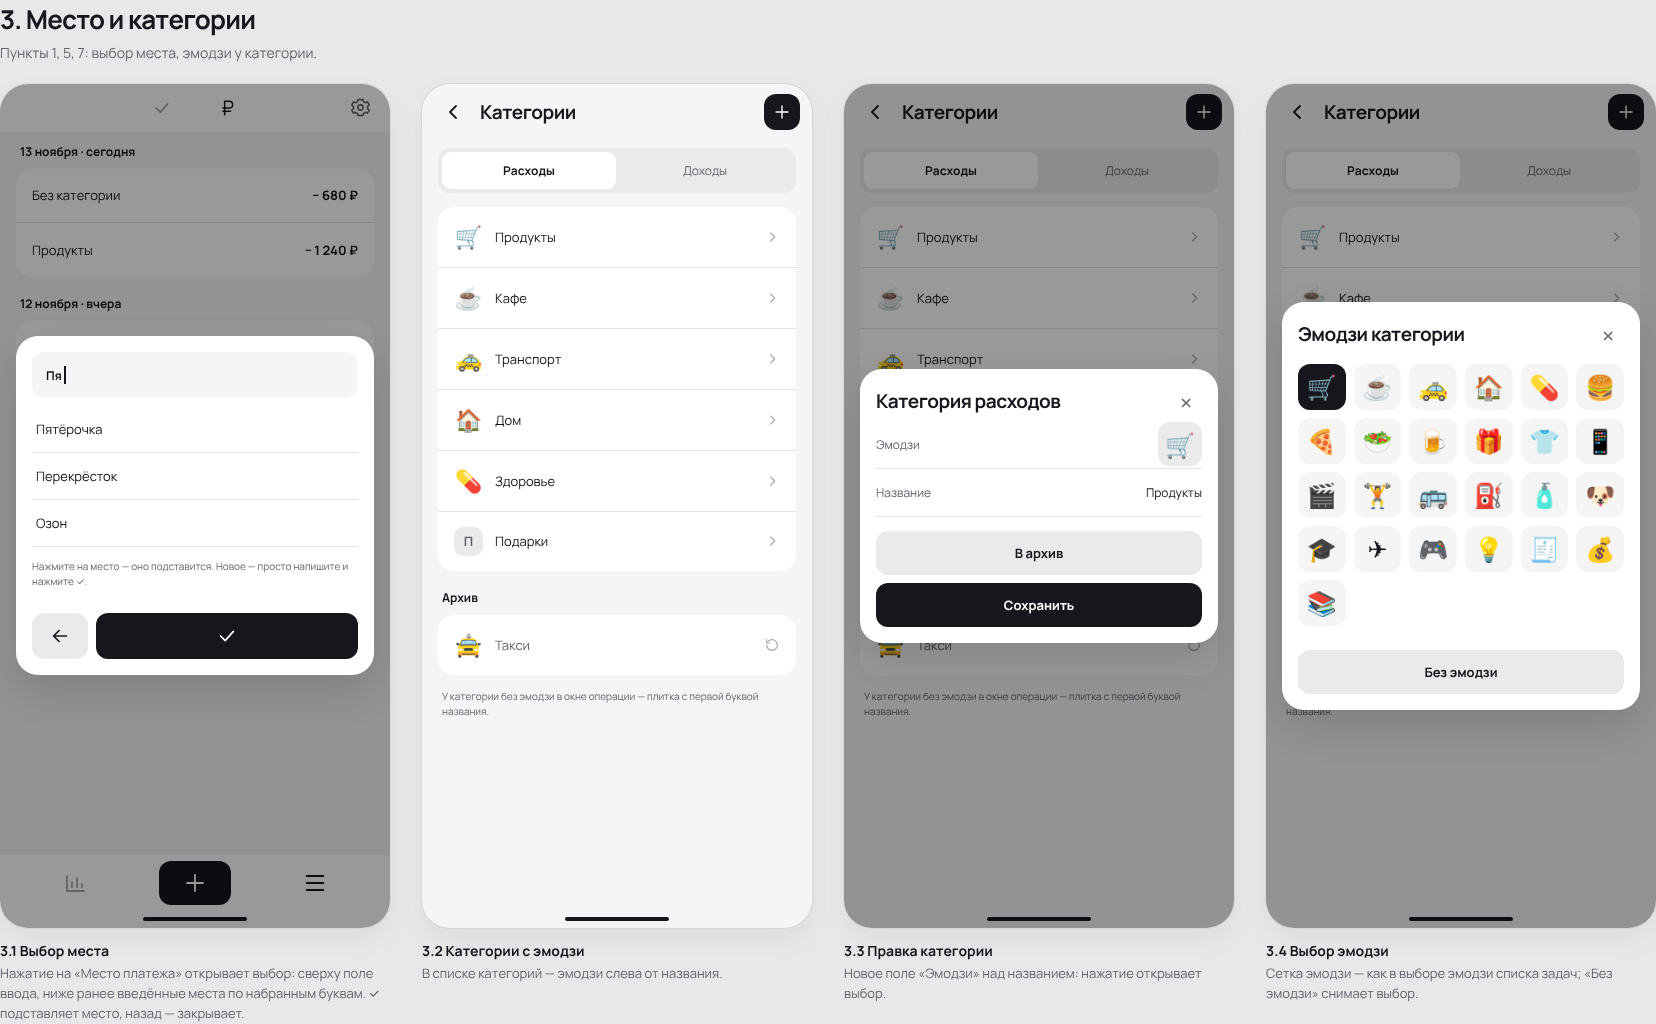 3. Место и категории
Пункты 1, 5, 7: выбор места, эмодзи у категории.
₽
13 ноября · сегодня
Без категории − 680 ₽
Продукты − 1 240 ₽
12 ноября · вчера
Пя
Пятёрочка
Перекрёсток
Озон
Нажмите на место — оно подставится. Новое — просто напишите и
нажмите ✓.
3.1 Выбор места
Нажатие на «Место платежа» открывает выбор: сверху поле
ввода, ниже ранее введённые места по набранным буквам. ✓
подставляет место, назад — закрывает.
Категории
Расходы Доходы
Продукты
Кафе
Транспорт
Дом
Здоровье
П Подарки
Архив
Такси
У категории без эмодзи в окне операции — плитка с первой буквой
названия.
3.2 Категории с эмодзи
В списке категорий — эмодзи слева от названия.
Категории
Расходы Доходы
Продукты
Кафе
Транспорт
Категория расходов
Эмодзи
Название Продукты
В архив
Сохранить
Такси
У категории без эмодзи в окне операции — плитка с первой буквой
названия.
3.3 Правка категории
Новое поле «Эмодзи» над названием: нажатие открывает
выбор.
Категории
Расходы Доходы
Продукты
Кафе
Эмодзи категории
Без эмодзи
названия.
3.4 Выбор эмодзи
Сетка эмодзи — как в выборе эмодзи списка задач; «Без
эмодзи» снимает выбор.